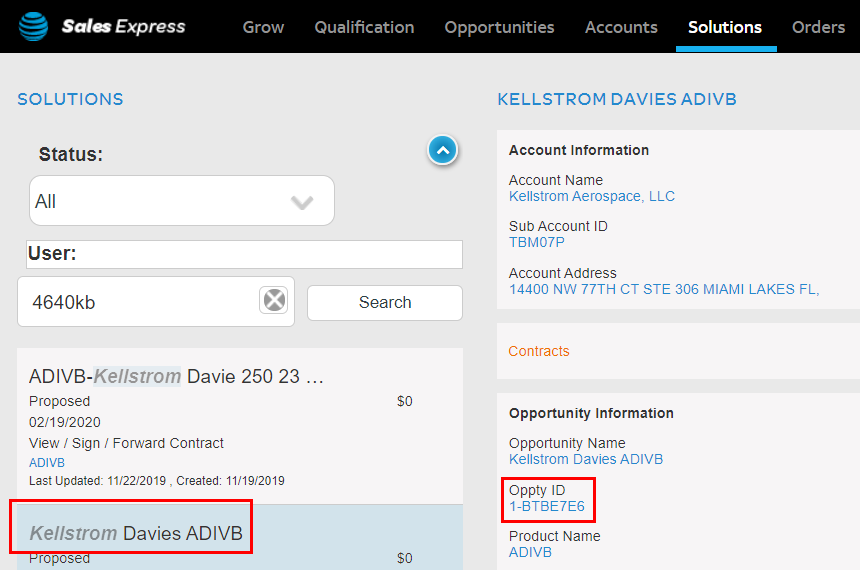 Sales Express
Grow Qualification Opportunities Accounts Solutions Orders
SOLUTIONS
Status:
All
User:
4640kb
Search
ADIVB-Kellstrom Davie 250 23 …
Proposed $0
02/19/2020
View / Sign / Forward Contract
ADIVB
Last Updated: 11/22/2019 , Created: 11/19/2019
Kellstrom Davies ADIVB
Proposed $0
KELLSTROM DAVIES ADIVB
Account Information
Account Name
Kellstrom Aerospace, LLC
Sub Account ID
TBM07P
Account Address
14400 NW 77TH CT STE 306 MIAMI LAKES FL,
Contracts
Opportunity Information
Opportunity Name
Kellstrom Davies ADIVB
Oppty ID
1-BTBE7E6
Product Name
ADIVB